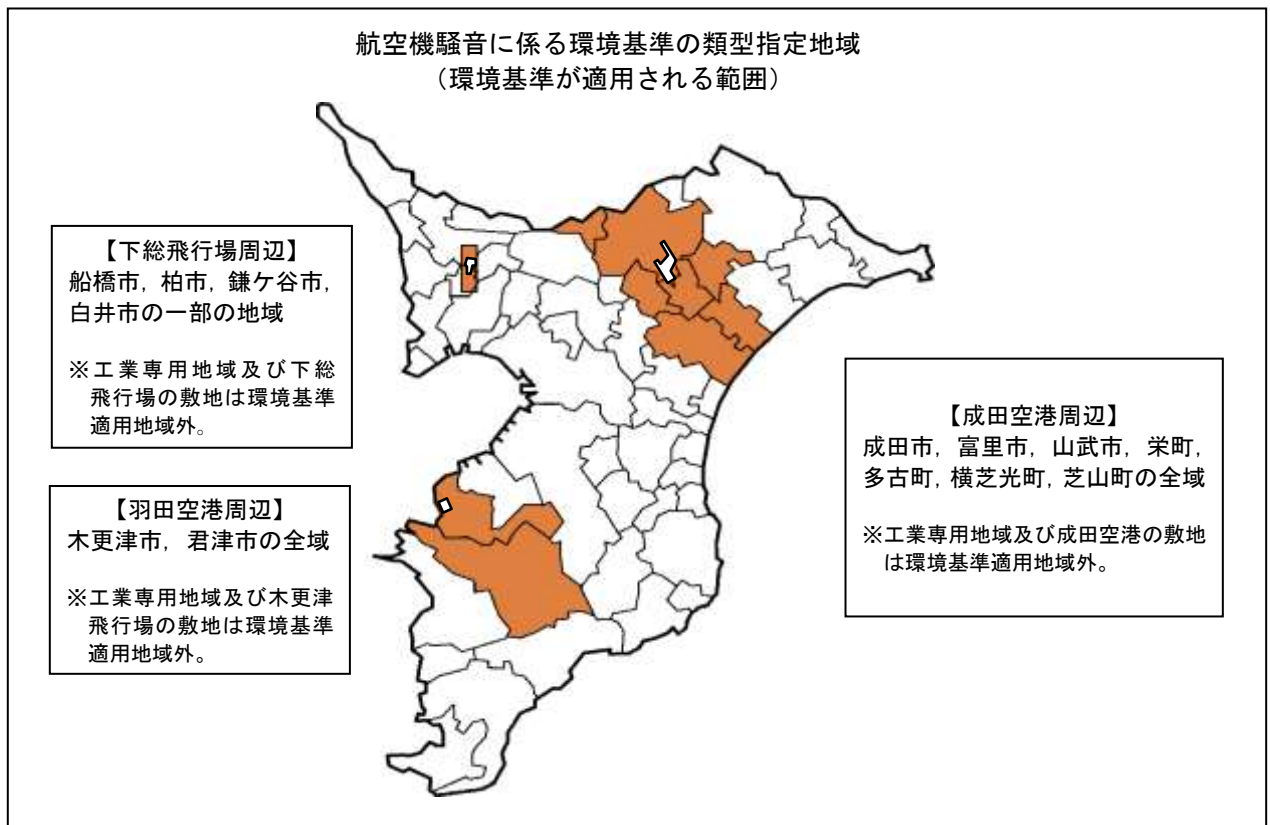 航空機騒音に係る環境基準の類型指定地域
(環境基準が適用される範囲)
【下総飛行場周辺】
船橋市，柏市，鎌ケ谷市，
白井市の一部の地域
※工業専用地域及び下総
飛行場の敷地は環境基準
適用地域外。
【羽田空港周辺】
木更津市，君津市の全域
※工業専用地域及び木更津
飛行場の敷地は環境基準
適用地域外。
【成田空港周辺】
成田市，富里市，山武市，栄町，
多古町，横芝光町，芝山町の全域
※工業専用地域及び成田空港の敷地
は環境基準適用地域外。